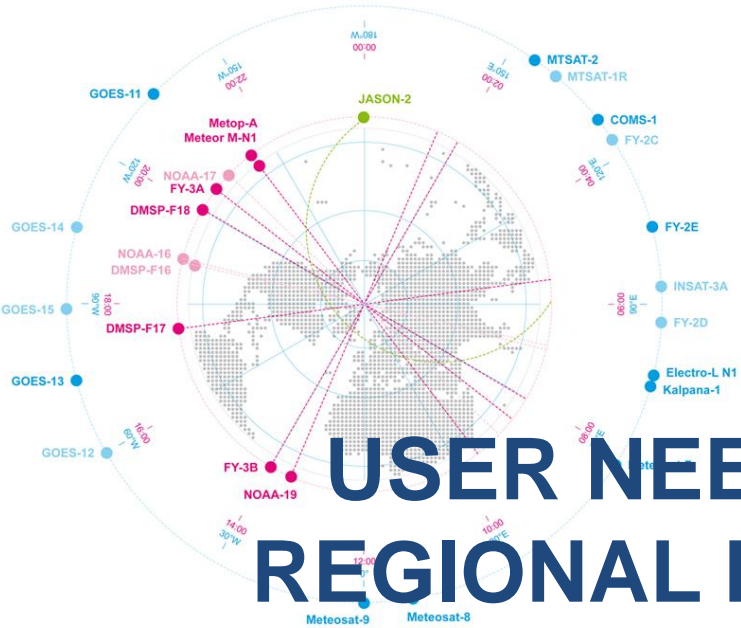 180°W
00:00
MTSAT-2
150°W
22:00
150°E
02:00
MTSAT-1R
GOES-11
JASON-2
Metop-A
COMS-1
Meteor M-N1
FY-2C
120°W
20:00
NOAA-17
120°E
04:00
FY-3A
DMSP-F18
GOES-14
FY-2E
NOAA-16
DMSP-F16
INSAT-3A
90°W
18:00
06:00
90°E
GOES-15
FY-2D
DMSP-F17
Electro-L N1
GOES-13
Kalpana-1
16:00
60°W
08:00
GOES-12
USER NEE
FY-3B
NOAA-19
14:00
30°W
10:00
12:00
REGIONAL
Meteosat-9
Meteosat-8